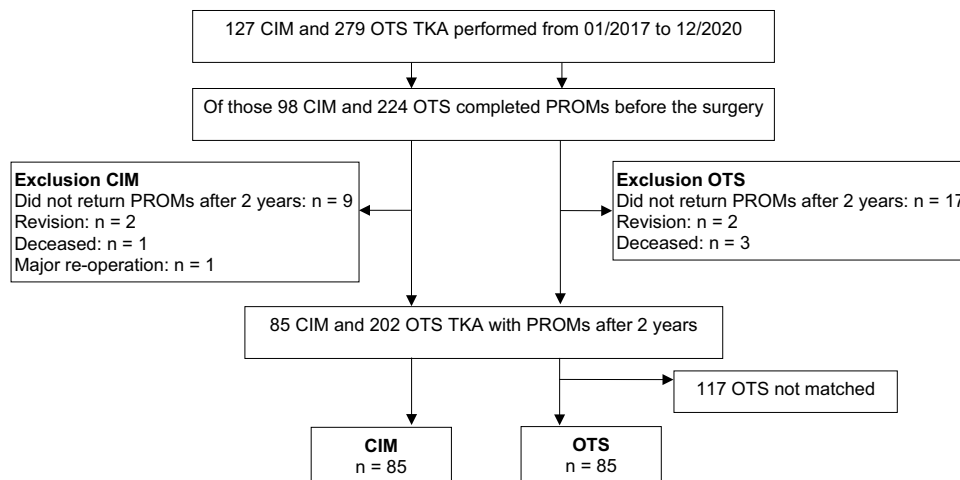 127 CIM and 279 OTS TKA performed from 01/2017 to 12/2020
Of those 98 CIM and 224 OTS completed PROMs before the surgery
Exclusion CIM
Did not return PROMs after 2 years: n = 9
Revision: n = 2
Deceased: n = 1
Major re-operation: n = 1
Exclusion OTS
Did not return PROMs after 2 years: n = 17
Revision: n = 2
Deceased: n = 3
85 CIM and 202 OTS TKA with PROMs after 2 years
117 OTS not matched
CIM
n = 85
OTS
n = 85